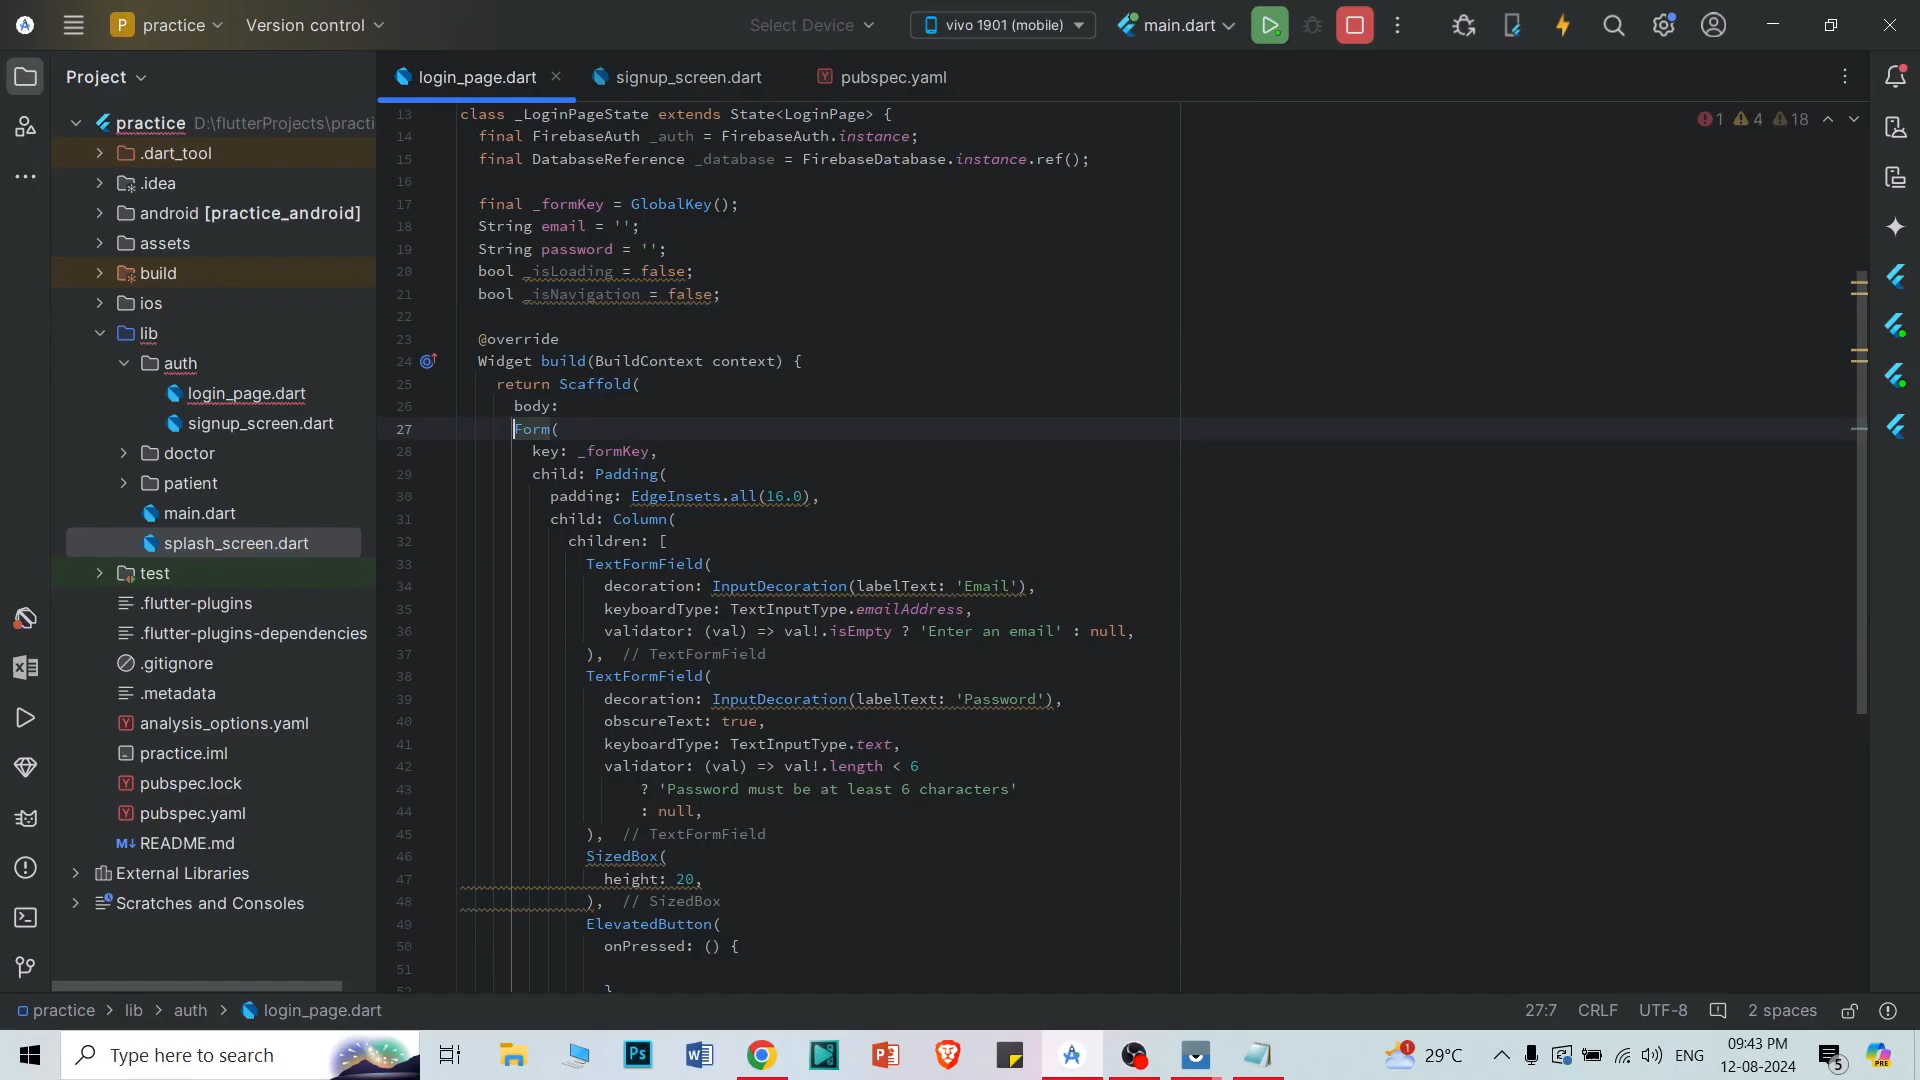 P practice
Version control
Select Device
vivo 1901 (mobile)
main.dart
Project
login_page.dart
signup_screen.dart
pubspec.yaml
practice D:\flutterProjects\practi
.dart_tool
.idea
android [practice_android]
assets
build
ios
lib
auth
login_page.dart
signup_screen.dart
doctor
patient
main.dart
splash_screen.dart
test
.flutter-plugins
.flutter-plugins-dependencies
.gitignore
.metadata
analysis_options.yaml
practice.iml
pubspec.lock
pubspec.yaml
README.md
External Libraries
Scratches and Consoles
1 4 18
13 class _LoginPageState extends State<LoginPage> {
14 final FirebaseAuth _auth = FirebaseAuth.instance;
15 final DatabaseReference _database = FirebaseDatabase.instance.ref();
16
17 final _formKey = GlobalKey();
18 String email = '';
19 String password = '';
20 bool _isLoading = false;
21 bool _isNavigation = false;
22
23 @override
24 Widget build(BuildContext context) {
25 return Scaffold(
26 body:
27 Form(
28 key: _formKey,
29 child: Padding(
30 padding: EdgeInsets.all(16.0),
31 child: Column(
32 children: [
33 TextFormField(
34 decoration: InputDecoration(labelText: 'Email'),
35 keyboardType: TextInputType.emailAddress,
36 validator: (val) => val!.isEmpty ? 'Enter an email' : null,
37 ), // TextFormField
38 TextFormField(
39 decoration: InputDecoration(labelText: 'Password'),
40 obscureText: true,
41 keyboardType: TextInputType.text,
42 validator: (val) => val!.length < 6
43 ? 'Password must be at least 6 characters'
44 : null,
45 ), // TextFormField
46 SizedBox(
47 height: 20,
48 ), // SizedBox
49 ElevatedButton(
50 onPressed: () {
51
52 }
practice > lib > auth > login_page.dart
27:7 CRLF UTF-8 2 spaces
Type here to search
29°C
ENG
09:43 PM
12-08-2024